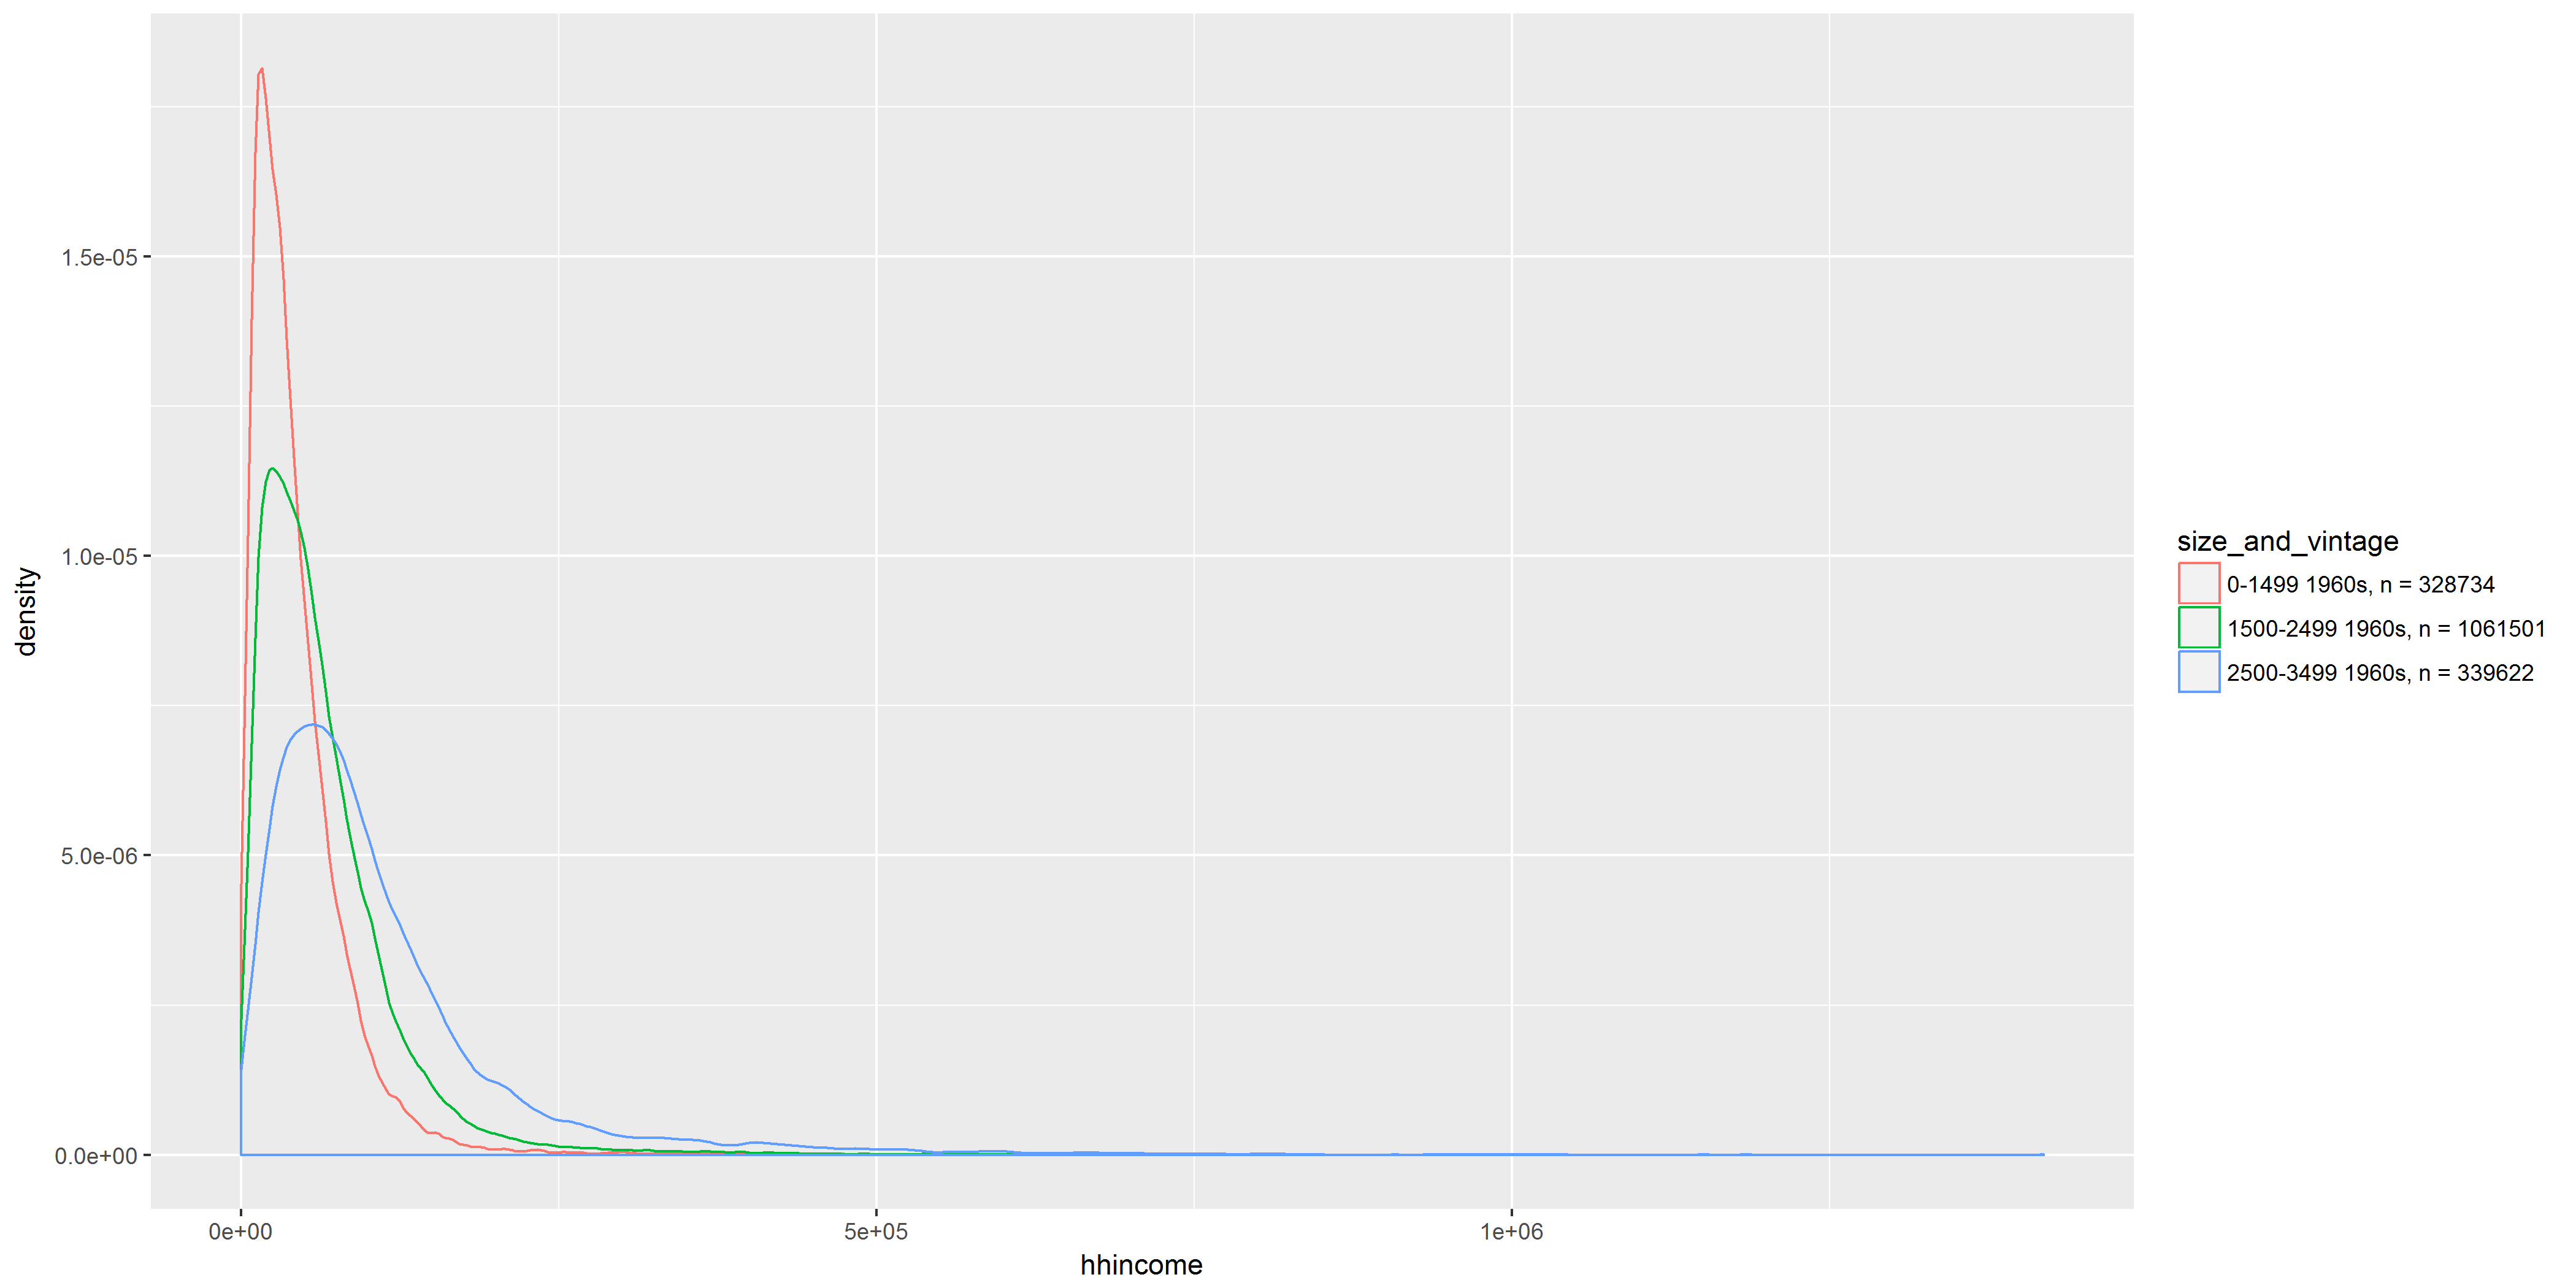 density
1.5e-05
1.0e-05
5.0e-06
0.0e+00
0e+00
5e+05
1e+06
hhincome
size_and_vintage
0-1499 1960s, n = 328734
1500-2499 1960s, n = 1061501
2500-3499 1960s, n = 339622